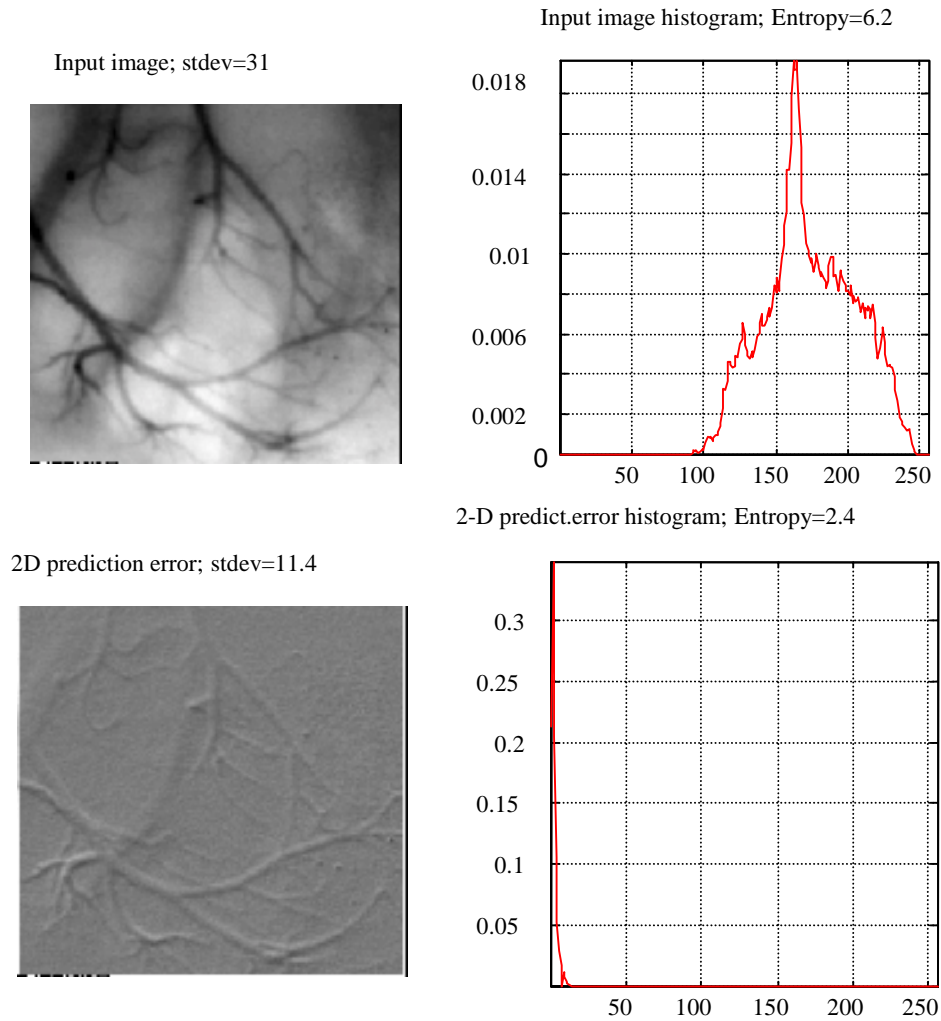 Input image histogram; Entropy=6.2
Input image; stdev=31
0.018
0.014
0.01
0.006
0.002
0
50 100 150 200 250
2-D predict.error histogram; Entropy=2.4
2D prediction error; stdev=11.4
0.3
0.25
0.2
0.15
0.1
0.05
50 100 150 200 250